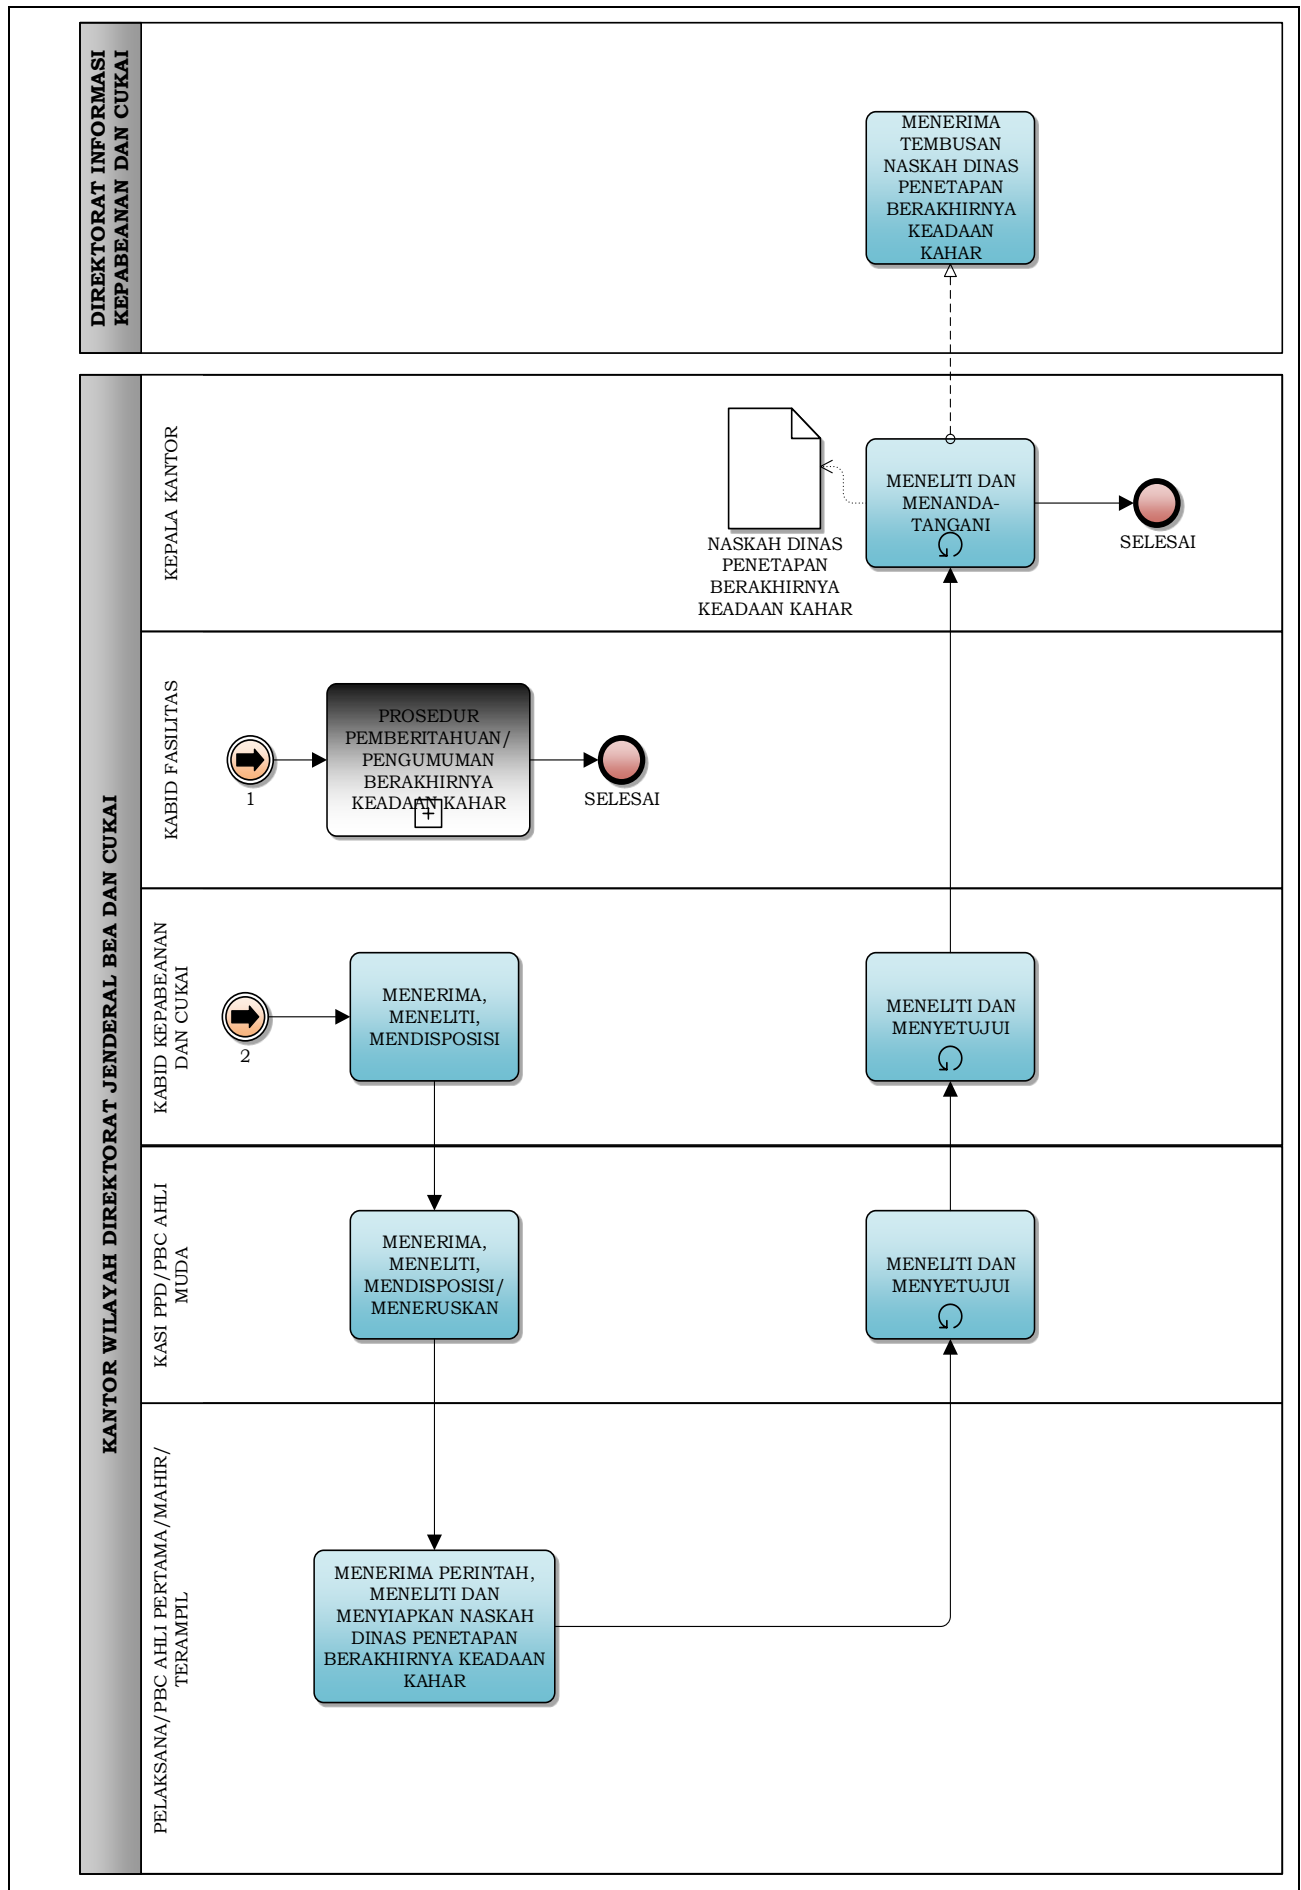 DIREKTORAT INFORMASI
KEPABEANAN DAN CUKAI
MENERIMA
TEMBUSAN
NASKAH DINAS
PENETAPAN
BERAKHIRNYA
KEADAAN
KAHAR
KANTOR WILAYAH DIREKTORAT JENDERAL BEA DAN CUKAI
KEPALA KANTOR
NASKAH DINAS
PENETAPAN
BERAKHIRNYA
KEADAAN KAHAR
MENELITI DAN
MENANDA-
TANGANI
SELESAI
KABID FASILITAS
1
PROSEDUR
PEMBERITAHUAN/
PENGUMUMAN
BERAKHIRNYA
KEADAAN KAHAR
SELESAI
KABID KEPABEANAN
DAN CUKAI
2
MENERIMA,
MENELITI,
MENDISPOSISI
MENELITI DAN
MENYETUJUI
KASI PPD/PBC AHLI
MUDA
MENERIMA,
MENELITI,
MENDISPOSISI/
MENERUSKAN
MENELITI DAN
MENYETUJUI
PELAKSANA/PBC AHLI PERTAMA/MAHIR/
TERAMPIL
MENERIMA PERINTAH,
MENELITI DAN
MENYIAPKAN NASKAH
DINAS PENETAPAN
BERAKHIRNYA KEADAAN
KAHAR